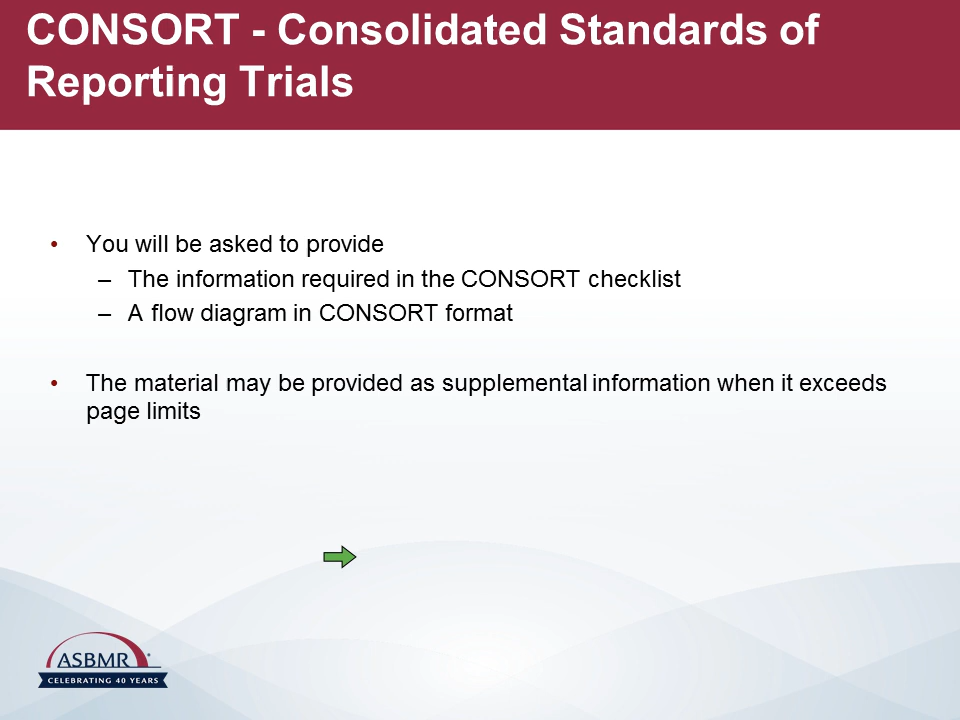 CONSORT - Consolidated Standards of
Reporting Trials
• You will be asked to provide
– The information required in the CONSORT checklist
– A flow diagram in CONSORT format
• The material may be provided as supplemental information when it exceeds
page limits
ASBMR
CELEBRATING 40 YEARS